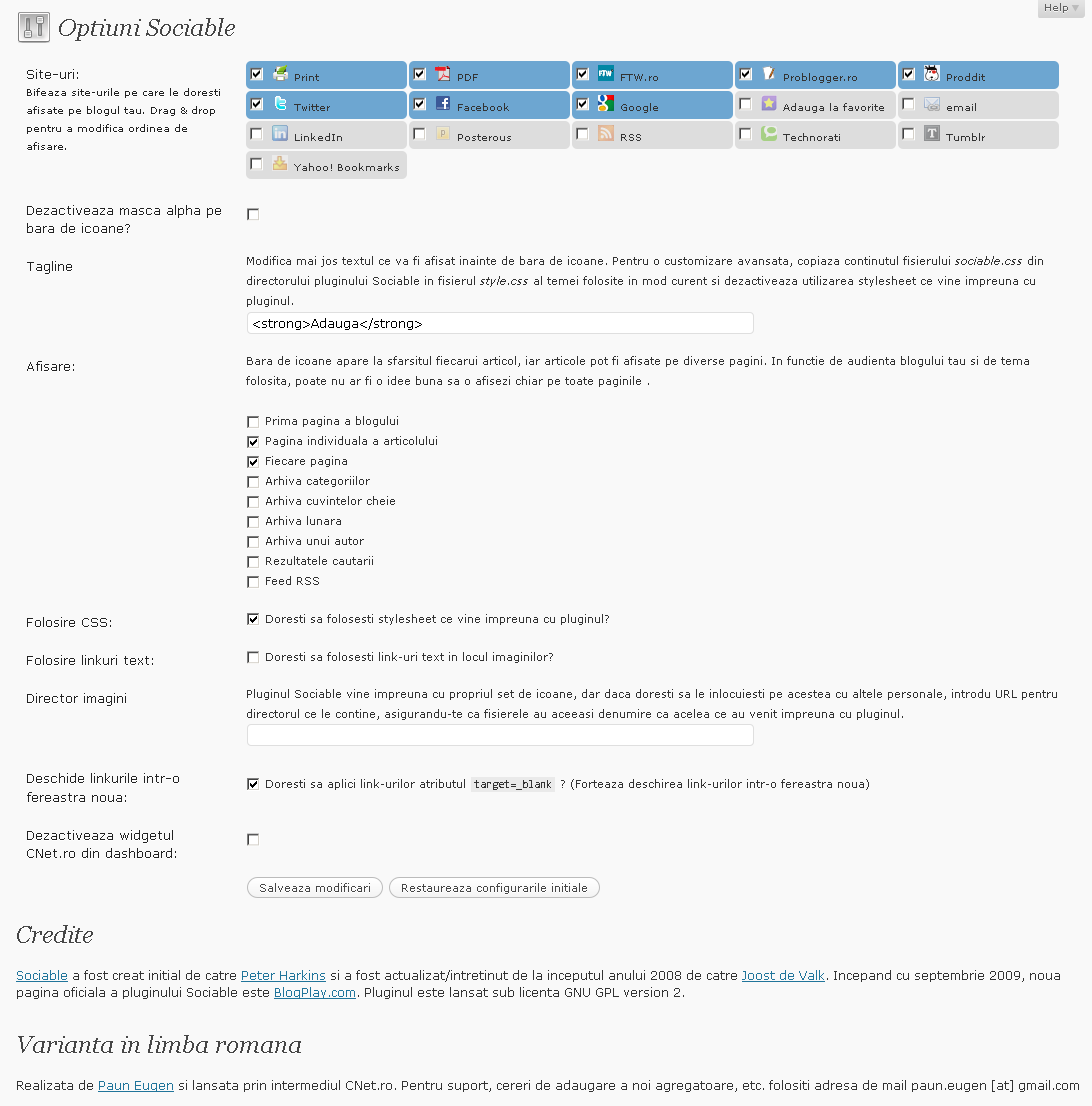 Help
Optiuni Sociable
Site-uri:
Bifeaza site-urile pe care le doresti
afisate pe blogul tau. Drag & drop
pentru a modifica ordinea de
afisare.
Print PDF FTW FTW.ro Problogger.ro Proddit
Twitter Facebook Google Adauga la favorite email
LinkedIn Posterous RSS Technorati Tumblr
Yahoo! Bookmarks
Dezactiveaza masca alpha pe
bara de icoane?
Tagline
Modifica mai jos textul ce va fi afisat inainte de bara de icoane. Pentru o customizare avansata, copiaza continutul fisierului sociable.css din
directorului pluginului Sociable in fisierul style.css al temei folosite in mod curent si dezactiveaza utilizarea stylesheet ce vine impreuna cu
pluginul.
<strong>Adauga</strong>
Afisare:
Bara de icoane apare la sfarsitul fiecarui articol, iar articole pot fi afisate pe diverse pagini. In functie de audienta blogului tau si de tema
folosita, poate nu ar fi o idee buna sa o afisezi chiar pe toate paginile .
Prima pagina a blogului
Pagina individuala a articolului
Fiecare pagina
Arhiva categoriilor
Arhiva cuvintelor cheie
Arhiva lunara
Arhiva unui autor
Rezultatele cautarii
Feed RSS
Folosire CSS:
Doresti sa folosesti stylesheet ce vine impreuna cu pluginul?
Folosire linkuri text:
Doresti sa folosesti link-uri text in locul imaginilor?
Director imagini
Pluginul Sociable vine impreuna cu propriul set de icoane, dar daca doresti sa le inlocuiesti pe acestea cu altele personale, introdu URL pentru
directorul ce le contine, asigurandu-te ca fisierele au aceeasi denumire ca acelea ce au venit impreuna cu pluginul.
Deschide linkurile intr-o
fereastra noua:
Doresti sa aplici link-urilor atributul target=_blank ? (Forteaza deschirea link-urilor intr-o fereastra noua)
Dezactiveaza widgetul
CNet.ro din dashboard:
Salveaza modificari Restaureaza configurarile initiale
Credite
Sociable a fost creat initial de catre Peter Harkins si a fost actualizat/intretinut de la inceputul anului 2008 de catre Joost de Valk. Incepand cu septembrie 2009, noua
pagina oficiala a pluginului Sociable este BlogPlay.com. Pluginul este lansat sub licenta GNU GPL version 2.
Varianta in limba romana
Realizata de Paun Eugen si lansata prin intermediul CNet.ro. Pentru suport, cereri de adaugare a noi agregatoare, etc. folositi adresa de mail paun.eugen [at] gmail.com